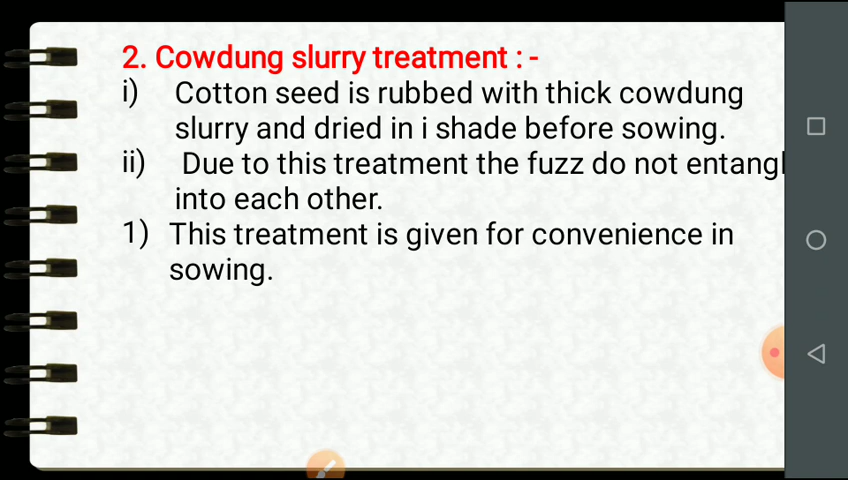 2. Cowdung slurry treatment : -
i) Cotton seed is rubbed with thick cowdung
slurry and dried in i shade before sowing.
ii) Due to this treatment the fuzz do not entangl
into each other.
1) This treatment is given for convenience in
sowing.